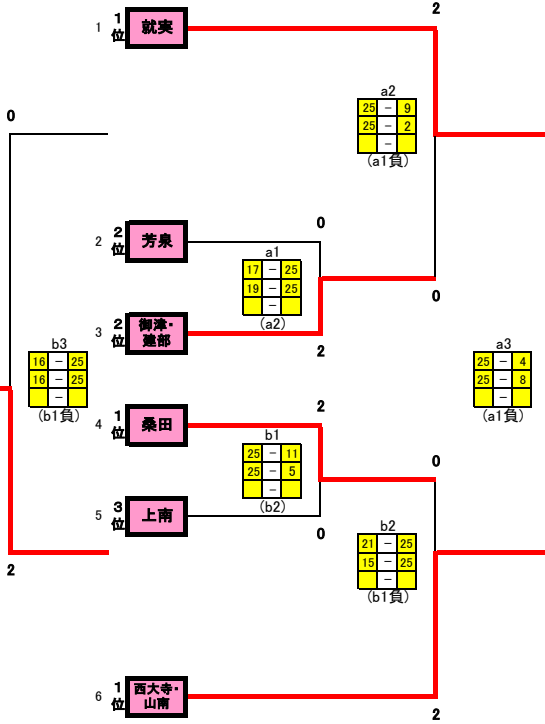 2
1 1位 就実
a2
25 - 9
25 - 2
-
(a1負)
0
2 2位 芳泉
0
a1
17 - 25
19 - 25
-
(a2)
0
3 2位 御津・建部
2
b3
16 - 25
16 - 25
-
(b1負)
a3
25 - 4
25 - 8
-
(a1負)
4 1位 桑田
2
b1
25 - 11
25 - 5
-
(b2)
0
5 3位 上南
0
b2
21 - 25
15 - 25
-
(b1負)
2
6 1位 西大寺・山南
2